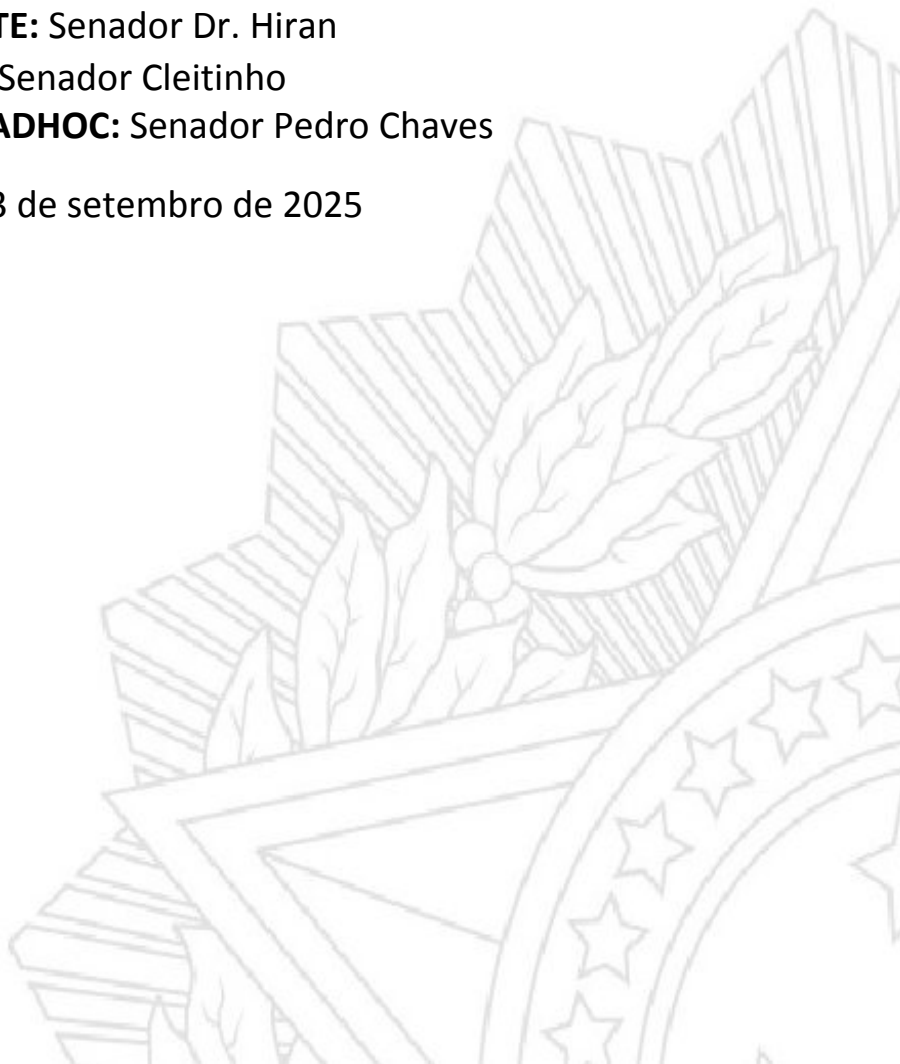 TE: Senador Dr. Hiran
Senador Cleitinho
ADHOC: Senador Pedro Chaves
3 de setembro de 2025